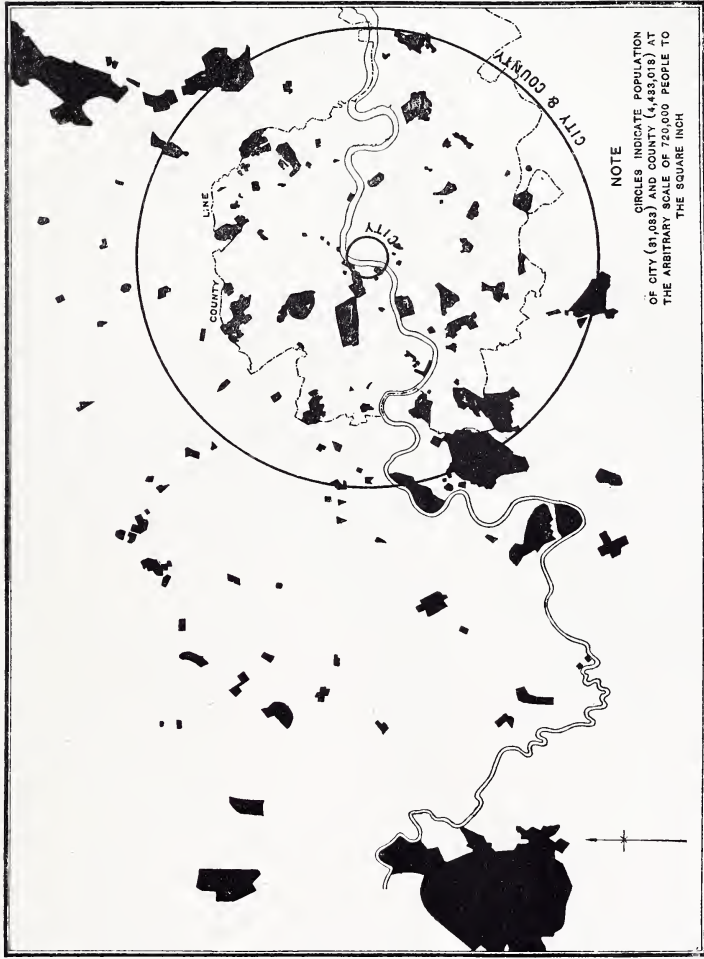 COUNTY LINE
CITY & COUNTY
CITY
NOTE
CIRCLES INDICATE POPULATION
OF CITY (31,083) AND COUNTY (4,483,018) AT
THE ARBITRARY SCALE OF 720,000 PEOPLE TO
THE SQUARE INCH